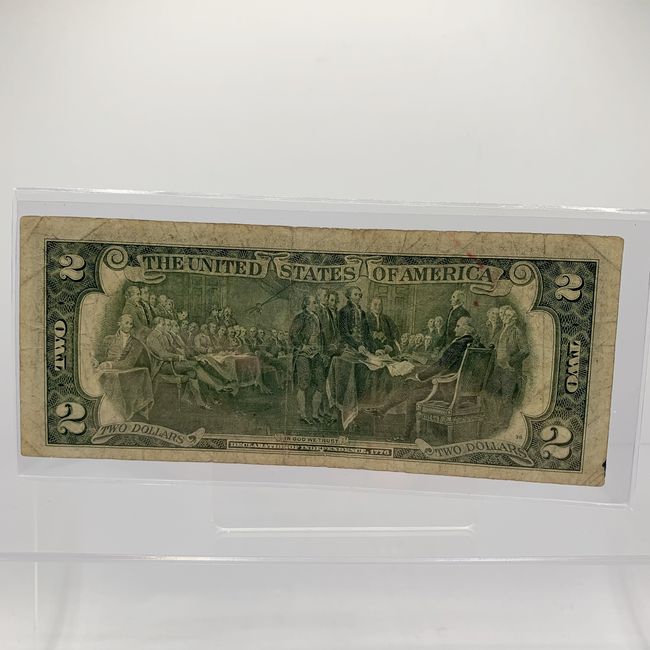 2 THE UNITED STATES OF AMERICA 2
TWO TWO
2 TWO DOLLARS IN GOD WE TRUST TWO DOLLARS 2
DECLARATION OF INDEPENDENCE, 1776